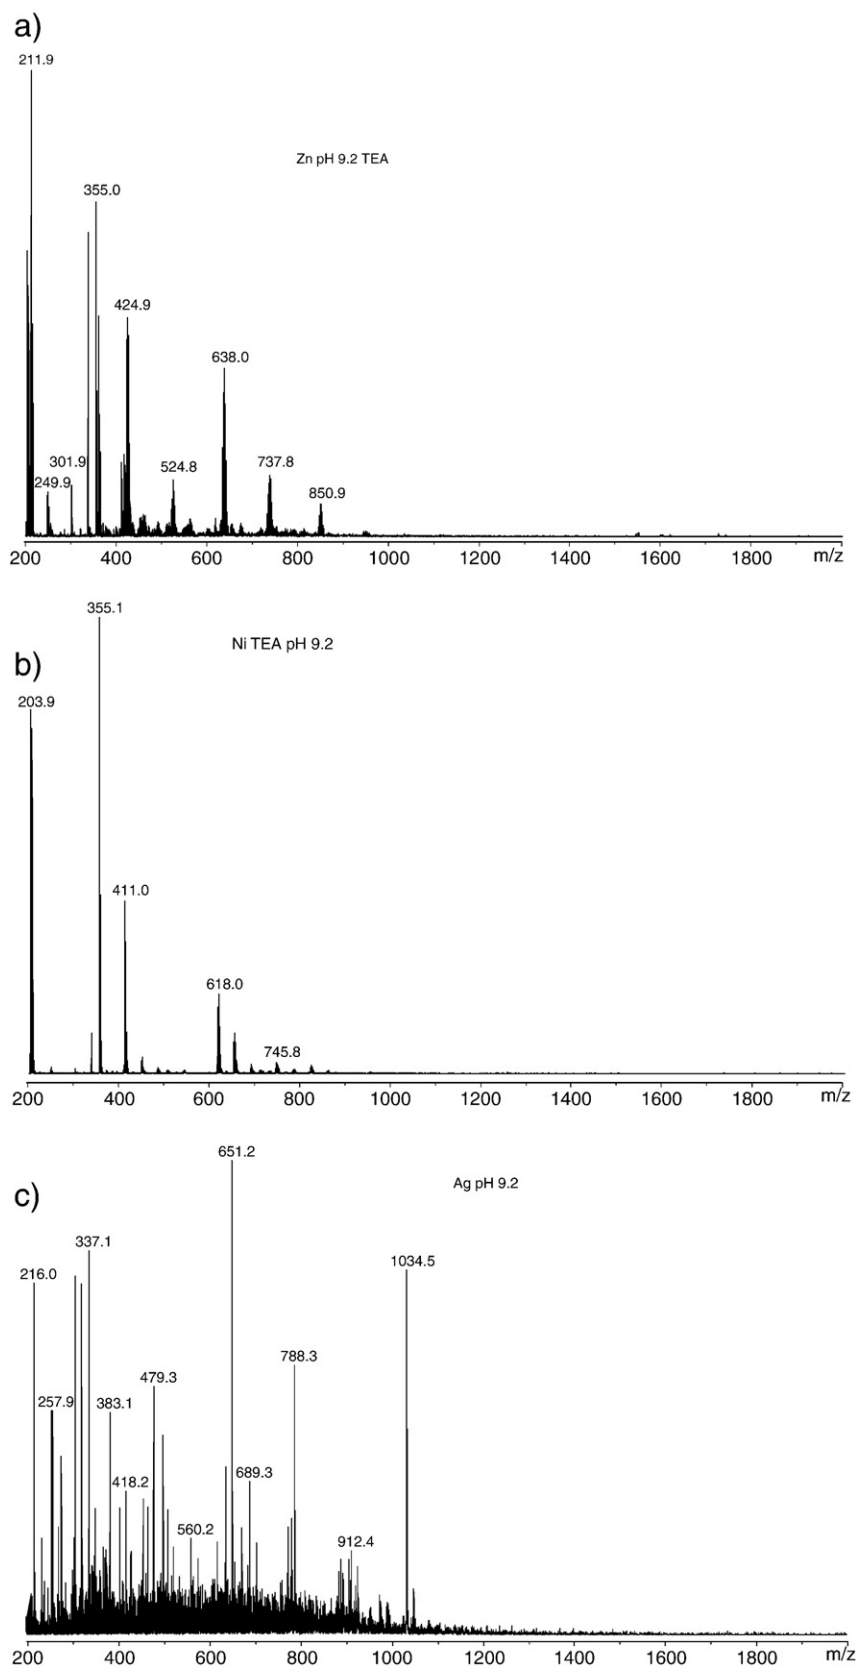 a)
211.9
Zn pH 9.2 TEA
355.0
424.9
638.0
301.9
524.8
737.8
249.9
850.9
200 400 600 800 1000 1200 1400 1600 1800 m/z
355.1
b)
Ni TEA pH 9.2
203.9
411.0
618.0
745.8
200 400 600 800 1000 1200 1400 1600 1800 m/z
651.2
c)
Ag pH 9.2
337.1
1034.5
216.0
788.3
479.3
257.9 383.1
689.3
418.2
560.2
912.4
200 400 600 800 1000 1200 1400 1600 1800 m/z